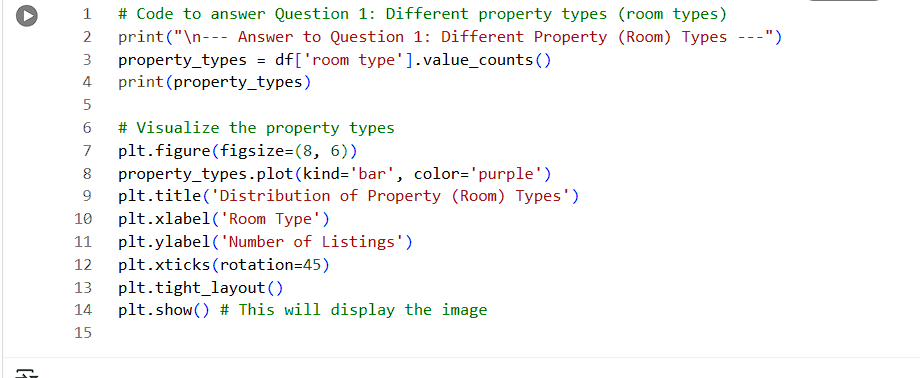 1 # Code to answer Question 1: Different property types (room types)
2 print("\n--- Answer to Question 1: Different Property (Room) Types ---")
3 property_types = df['room type'].value_counts()
4 print(property_types)
5
6 # Visualize the property types
7 plt.figure(figsize=(8, 6))
8 property_types.plot(kind='bar', color='purple')
9 plt.title('Distribution of Property (Room) Types')
10 plt.xlabel('Room Type')
11 plt.ylabel('Number of Listings')
12 plt.xticks(rotation=45)
13 plt.tight_layout()
14 plt.show() # This will display the image
15